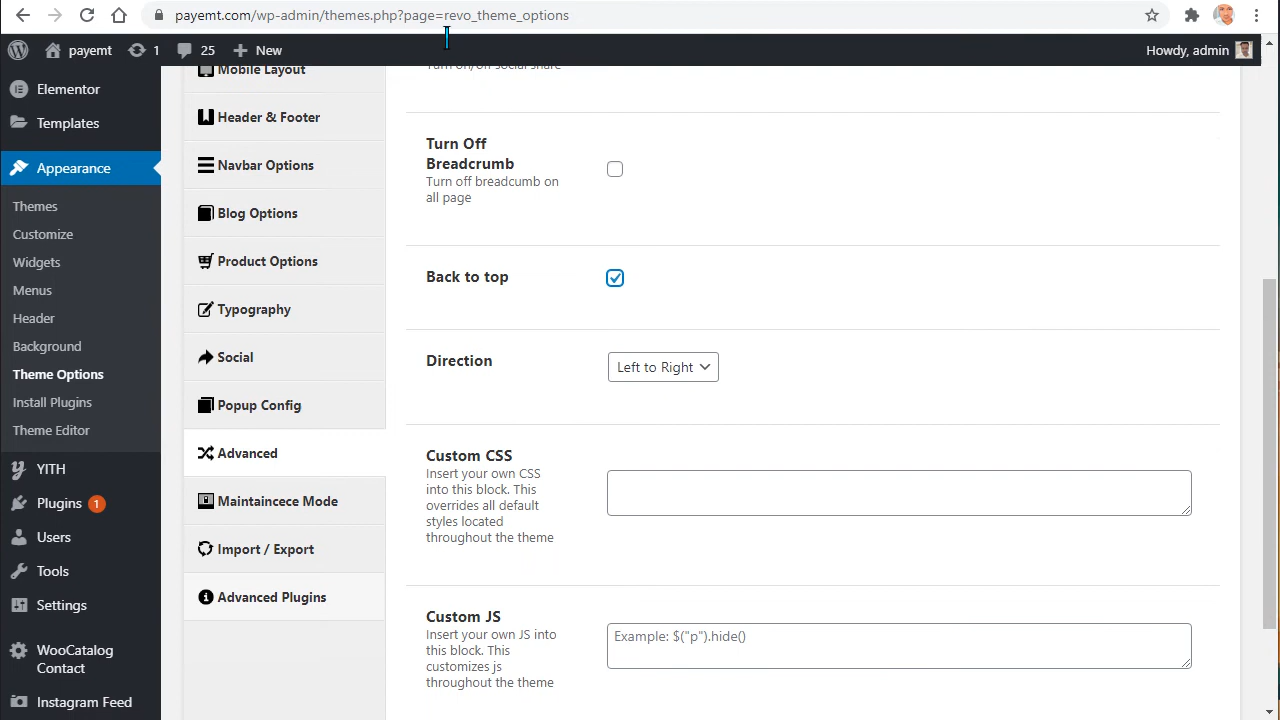 payemt.com/wp-admin/themes.php?page=revo_theme_options
payemt
1
25
New
Howdy, admin
Elementor
Templates
Appearance
Themes
Customize
Widgets
Menus
Header
Background
Theme Options
Install Plugins
Theme Editor
YITH
Plugins 1
Users
Tools
Settings
WooCatalog
Contact
Instagram Feed
Mobile Layout
Header & Footer
Navbar Options
Blog Options
Product Options
Typography
Social
Popup Config
Advanced
Maintaincece Mode
Import / Export
Advanced Plugins
Turn on/off social share
Turn Off
Breadcrumb
Turn off breadcumb on
all page
Back to top
Direction
Left to Right
Custom CSS
Insert your own CSS
into this block. This
overrides all default
styles located
throughout the theme
Custom JS
Insert your own JS into
this block. This
customizes js
throughout the theme
Example: $("p").hide()